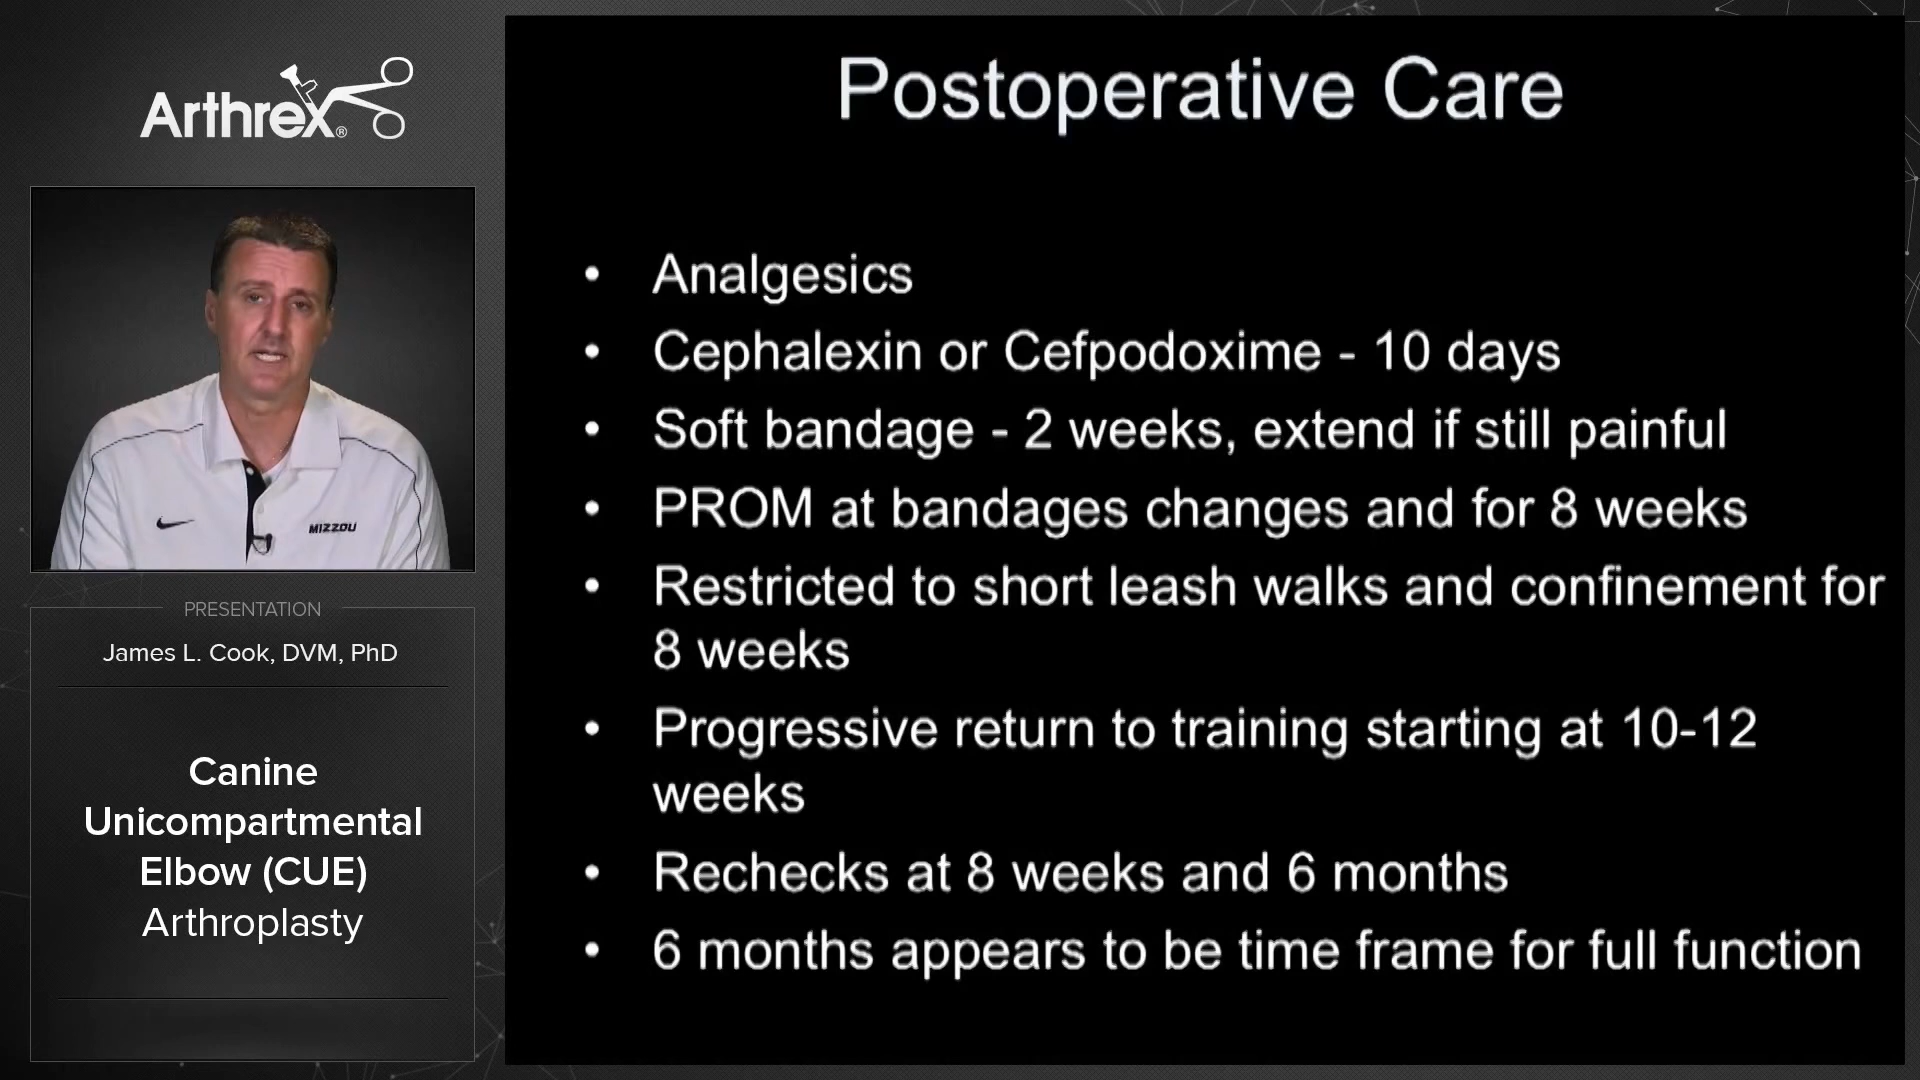 Arthrex®
MIZZOU
PRESENTATION
James L. Cook, DVM, PhD
Canine
Unicompartmental
Elbow (CUE)
Arthroplasty
Postoperative Care
• Analgesics
• Cephalexin or Cefpodoxime - 10 days
• Soft bandage - 2 weeks, extend if still painful
• PROM at bandages changes and for 8 weeks
• Restricted to short leash walks and confinement for
8 weeks
• Progressive return to training starting at 10-12
weeks
• Rechecks at 8 weeks and 6 months
• 6 months appears to be time frame for full function